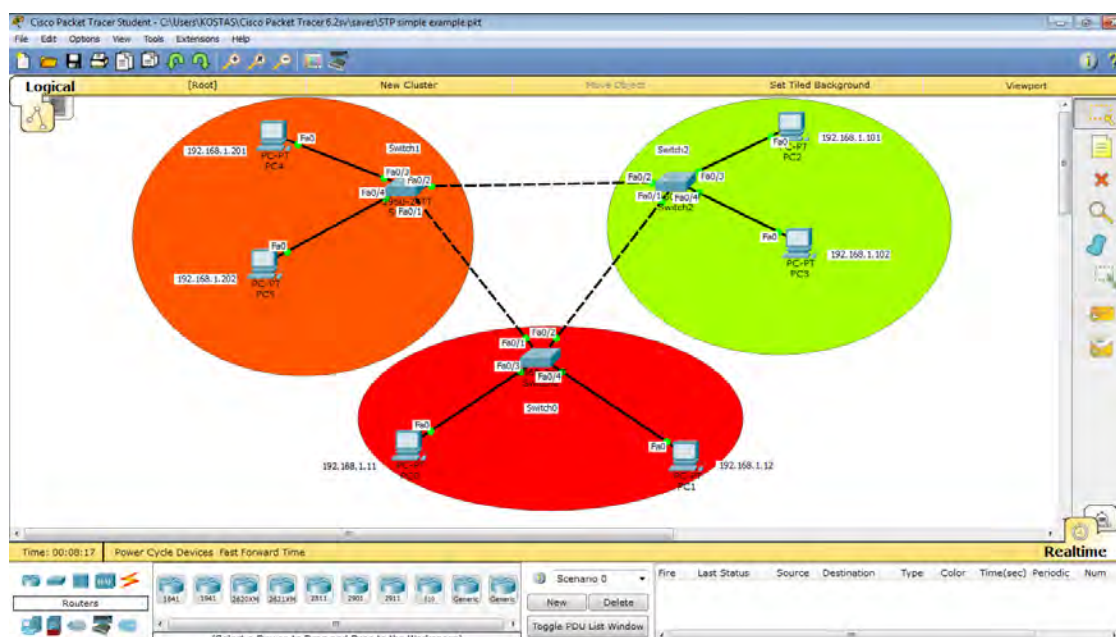 Cisco Packet Tracer Student - C:\Users\KOSTAS\Cisco Packet Tracer 6.2sv\saves\STP simple example.pkt
File Edit Options View Tools Extensions Help
Logical [Root] New Cluster Move Object Set Tiled Background Viewport
192.168.1.201
Fa0
PC-PT
PC4
Switch1
Fa0/3
Fa0/2
Fa0/4
Fa0/1
Fa0
192.168.1.202
PC-PT
PC5
Switch2
Fa0
192.168.1.101
PC2
Fa0/2
Fa0/3
Fa0/1
Fa0/4
Switch2
Fa0
192.168.1.102
PC-PT
PC3
Fa0/2
Fa0/1
Fa0/3
Fa0/4
Switch0
Fa0
192.168.1.11
PC-PT
PC0
Fa0
192.168.1.12
PC-PT
PC1
Time: 00:08:17 Power Cycle Devices Fast Forward Time Realtime
Routers
1841 1941 2620XM 2621XM 2811 2901 2911 Generic Generic
Scenario 0
New Delete
Toggle PDU List Window
Fire Last Status Source Destination Type Color Time(sec) Periodic Num